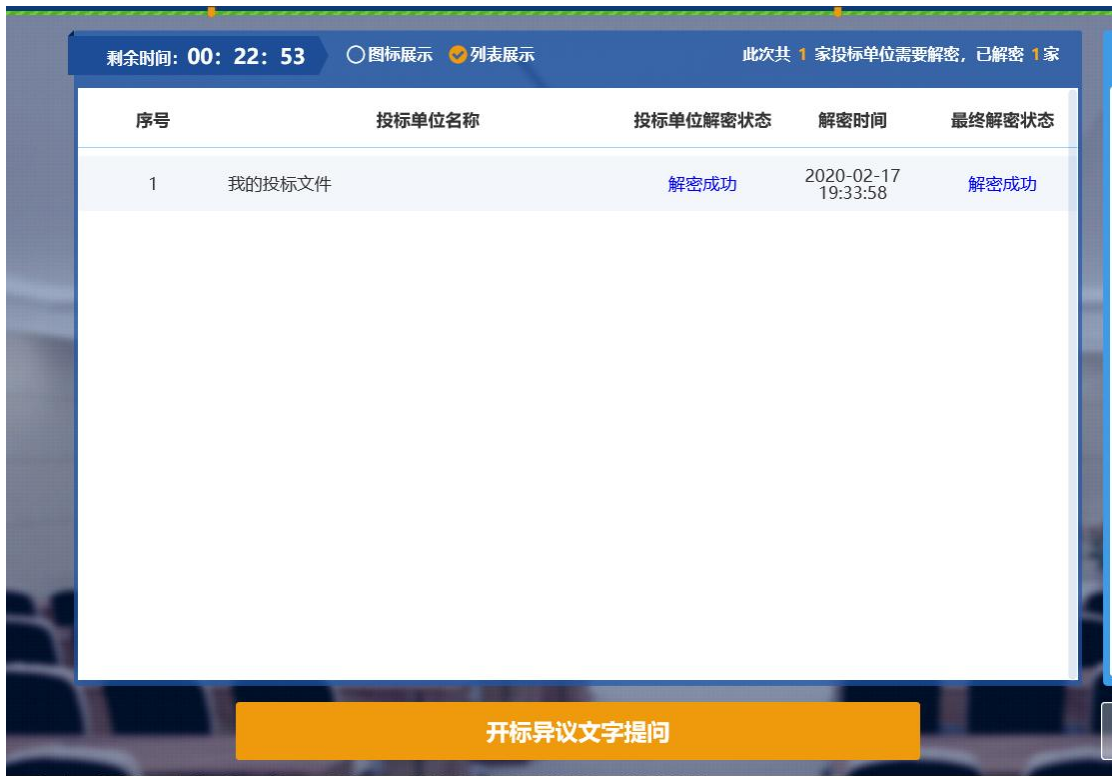 剩余时间: 00: 22: 53 图标展示 列表展示 此次共 1 家投标单位需要解密, 已解密 1家
序号 投标单位名称 投标单位解密状态 解密时间 最终解密状态
1 我的投标文件 解密成功 2020-02-17 19:33:58 解密成功
开标异议文字提问